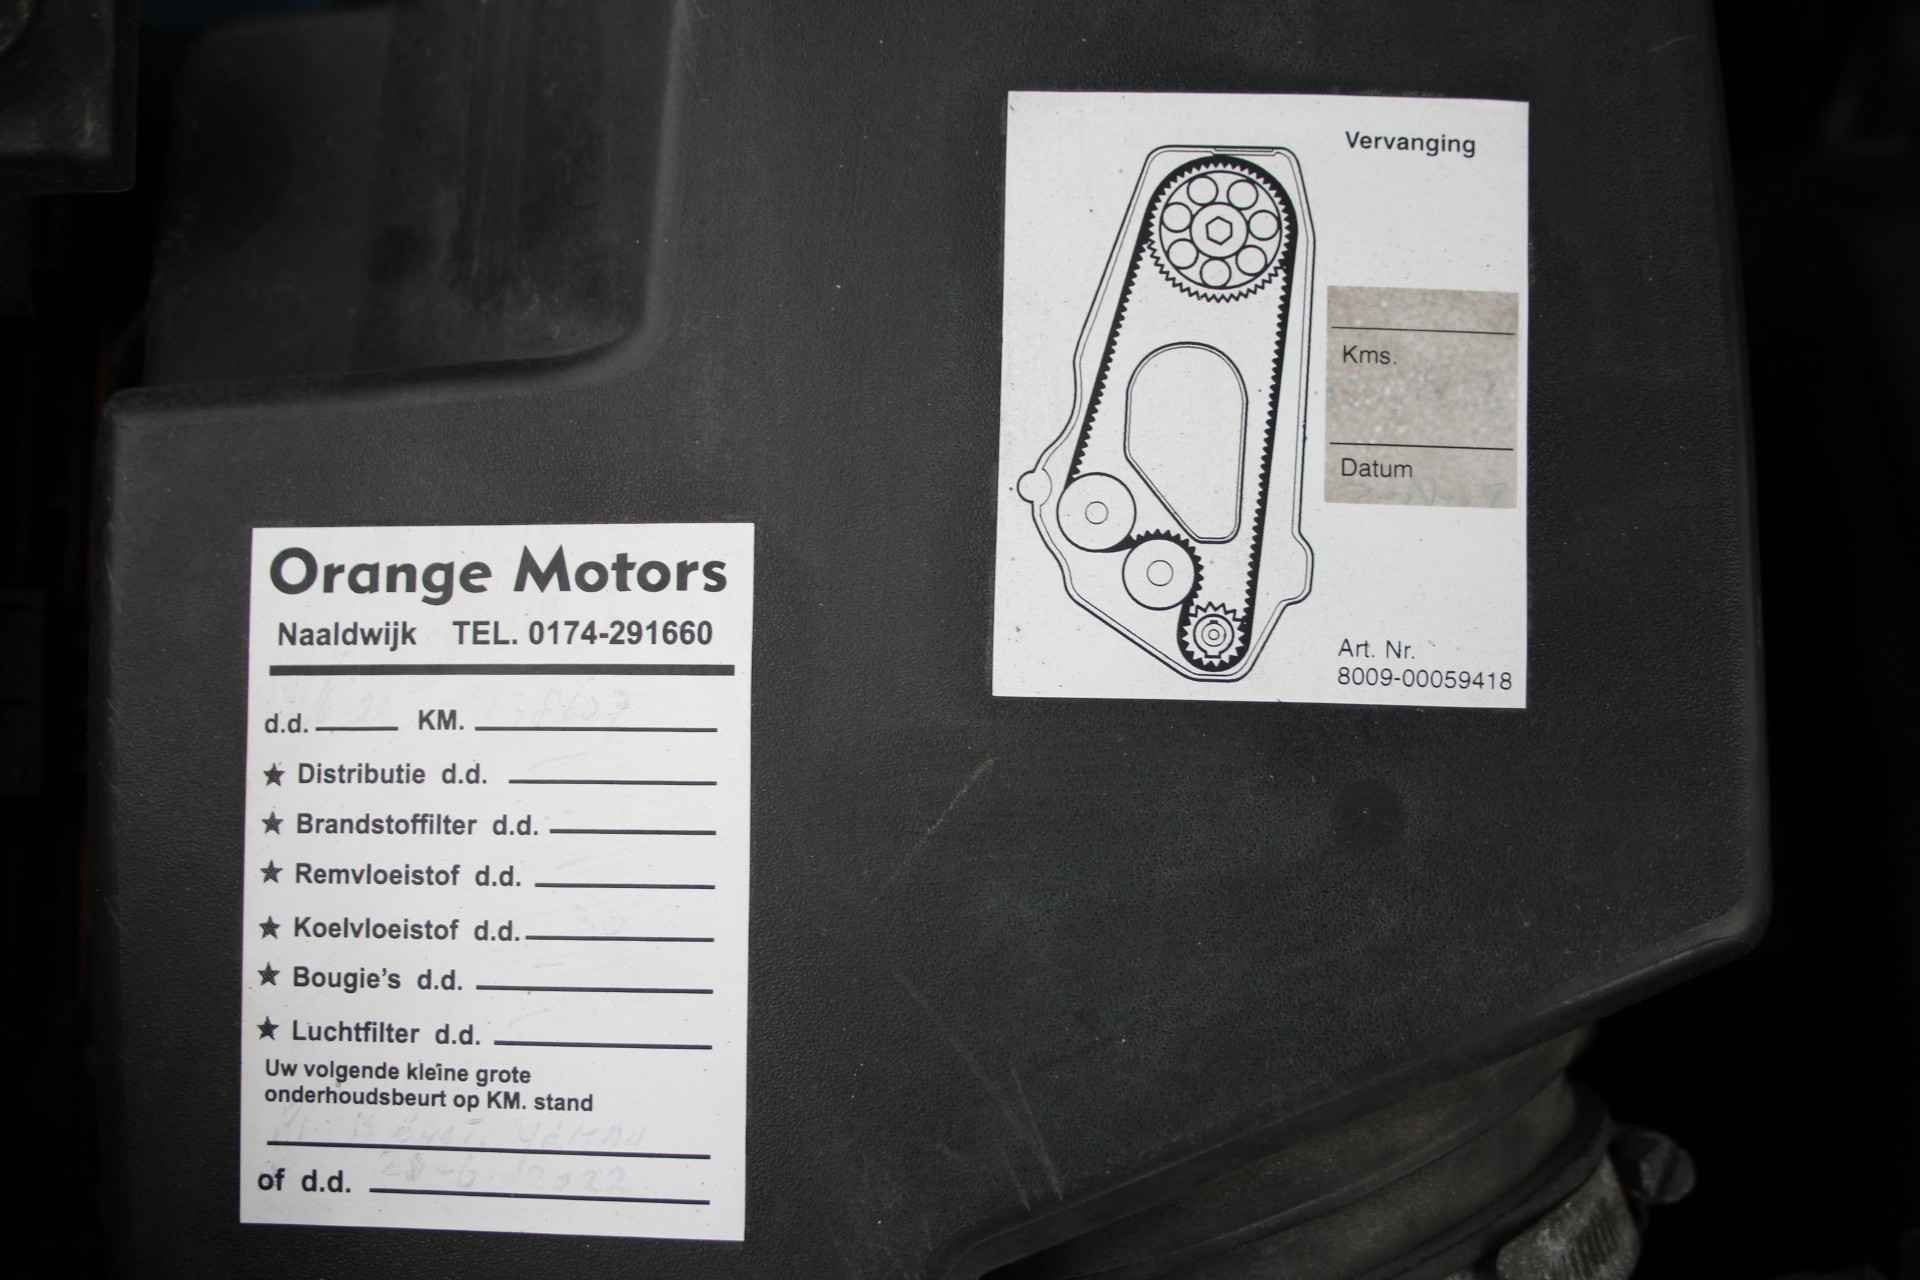 Orange Motors
Naaldwijk TEL. 0174-291660
d.d. KM.
★ Distributie d.d.
★ Brandstoffilter d.d.
★ Remvloeistof d.d.
★ Koelvloeistof d.d.
★ Bougie's d.d.
★ Luchtfilter d.d.
Uw volgende kleine grote
onderhoudsbeurt op KM. stand
of d.d.
Vervanging
Kms.
Datum
Art. Nr.
8009-00059418